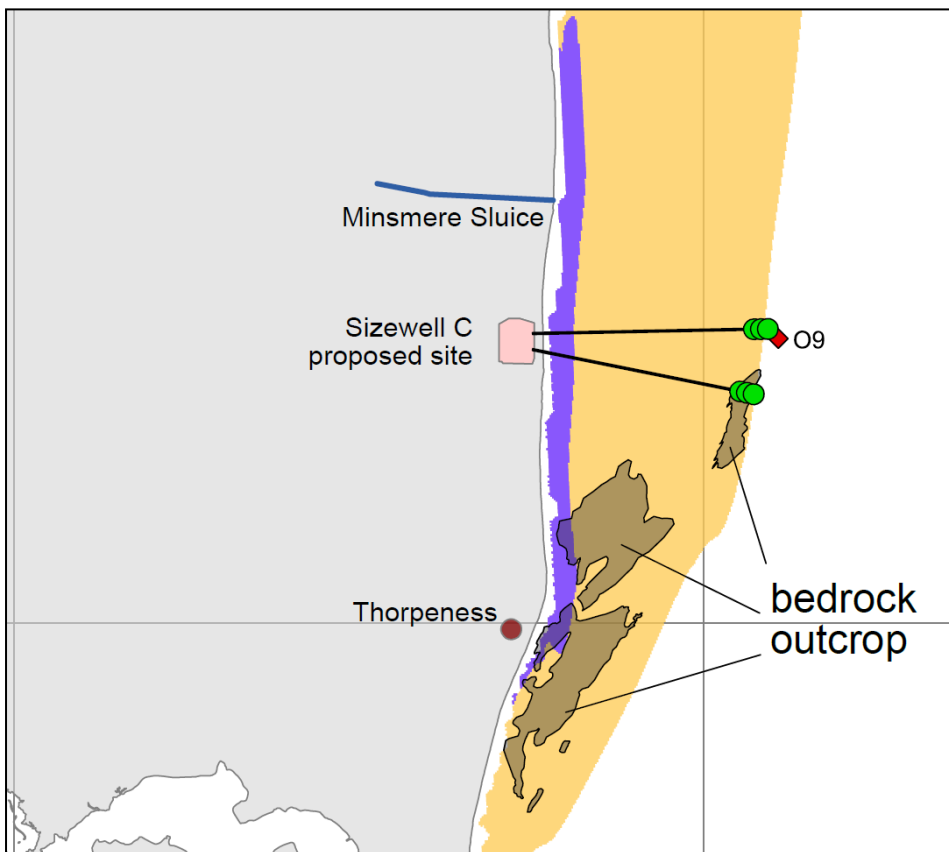 Minsmere Sluice
Sizewell C
proposed site
O9
Thorpeness
bedrock
outcrop